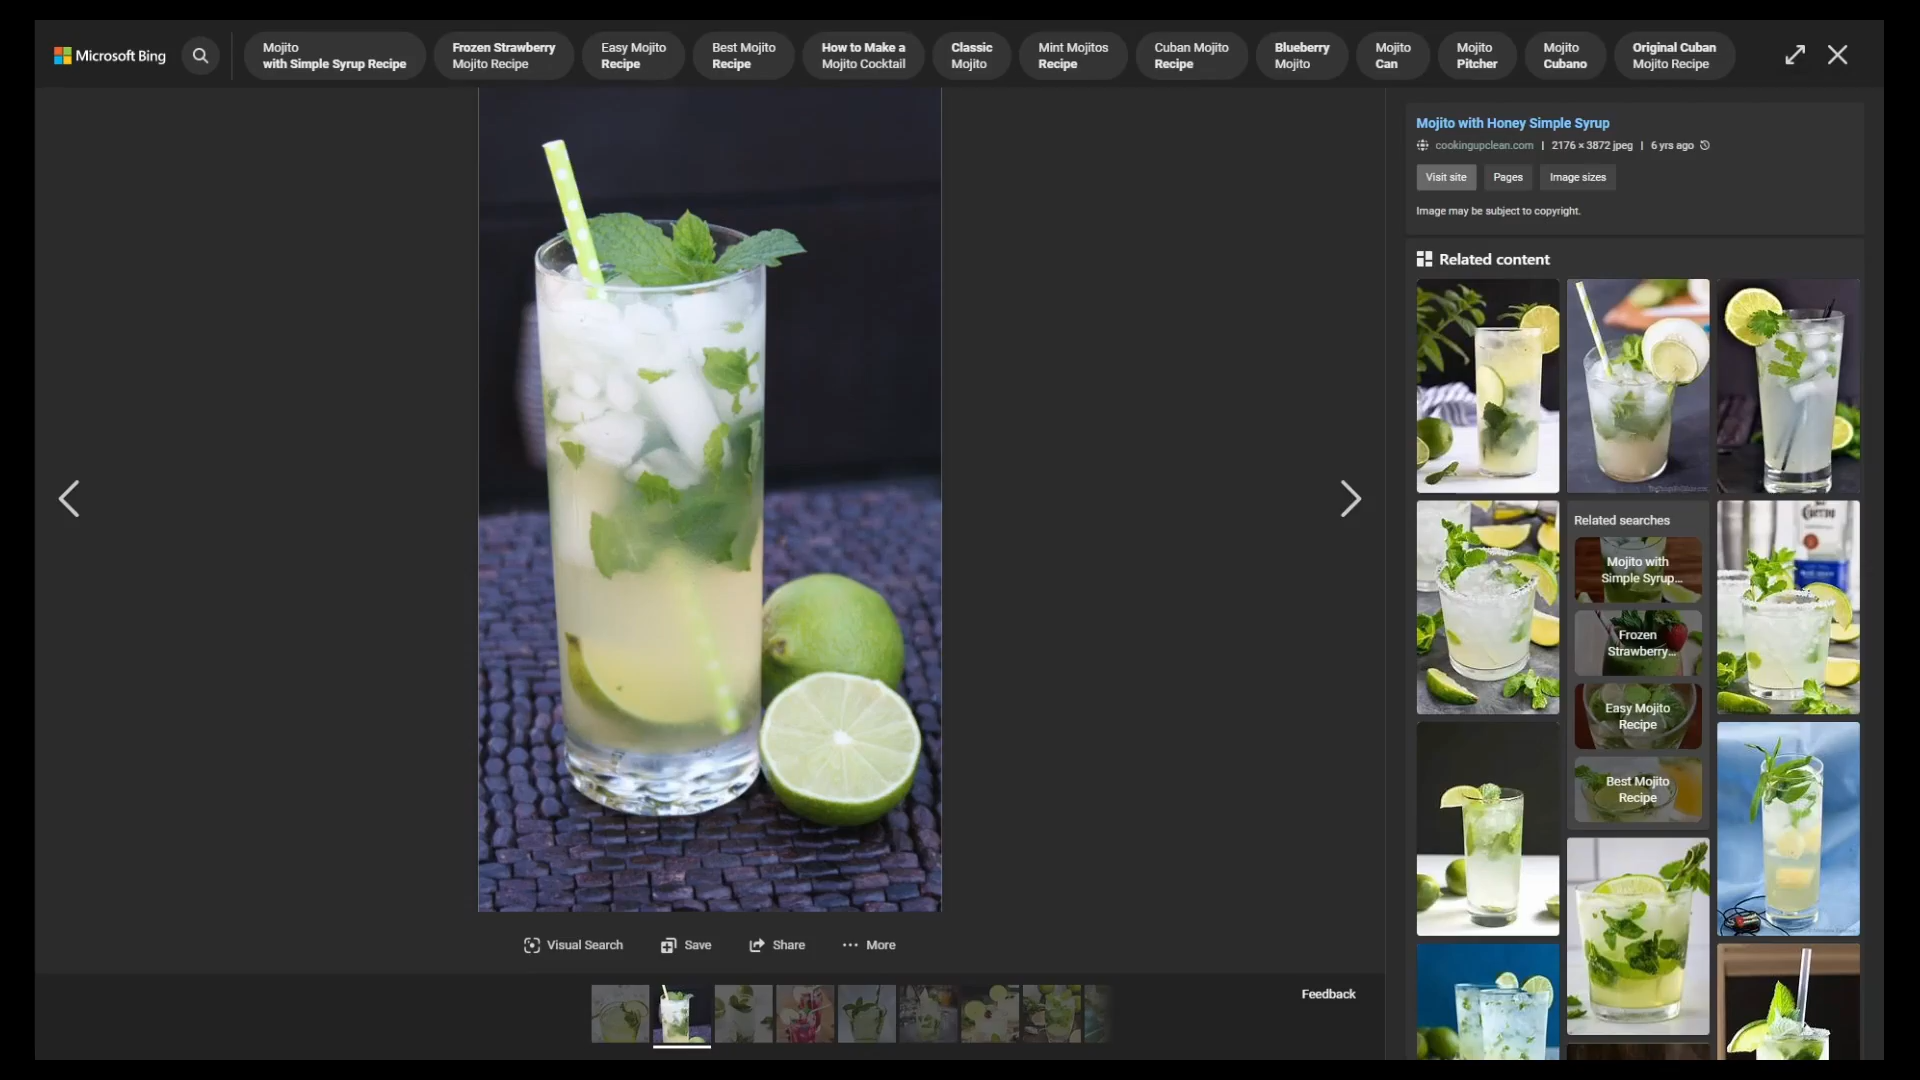 Microsoft Bing
Mojito
with Simple Syrup Recipe
Frozen Strawberry
Mojito Recipe
Easy Mojito
Recipe
Best Mojito
Recipe
How to Make a
Mojito Cocktail
Classic
Mojito
Mint Mojitos
Recipe
Cuban Mojito
Recipe
Blueberry
Mojito
Mojito
Can
Mojito
Pitcher
Mojito
Cubano
Original Cuban
Mojito Recipe
Mojito with Honey Simple Syrup
cookingupclean.com | 2176 × 3872 jpeg | 6 yrs ago
Visit site
Pages
Image sizes
Image may be subject to copyright.
Related content
Related searches
Mojito with
Simple Syrup...
Frozen
Strawberry...
Easy Mojito
Recipe
Best Mojito
Recipe
Visual Search
Save
Share
More
Feedback